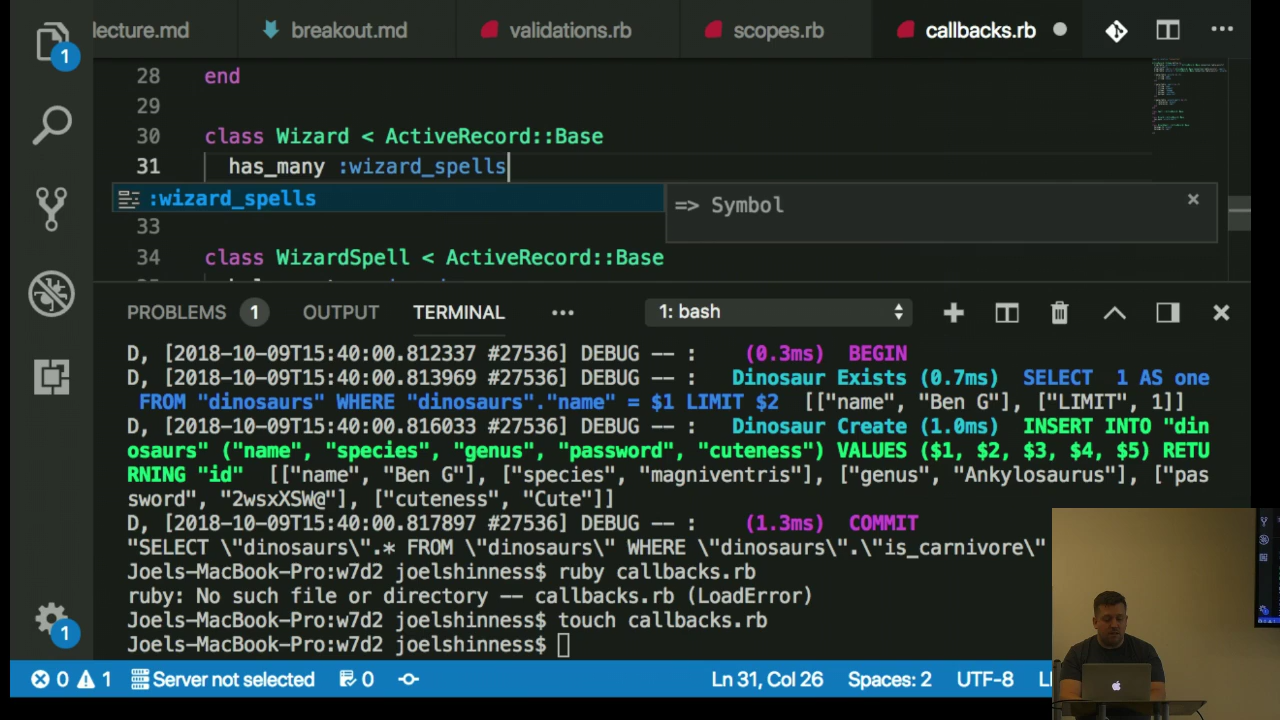 lecture.md
breakout.md
validations.rb
scopes.rb
callbacks.rb
1
28 end
29
30 class Wizard < ActiveRecord::Base
31 has_many :wizard_spells
:wizard_spells
=> Symbol
33
34 class WizardSpell < ActiveRecord::Base
PROBLEMS 1 OUTPUT TERMINAL 1: bash
D, [2018-10-09T15:40:00.812337 #27536] DEBUG -- : (0.3ms) BEGIN
D, [2018-10-09T15:40:00.813969 #27536] DEBUG -- : Dinosaur Exists (0.7ms) SELECT 1 AS one
FROM "dinosaurs" WHERE "dinosaurs"."name" = $1 LIMIT $2 [["name", "Ben G"], ["LIMIT", 1]]
D, [2018-10-09T15:40:00.816033 #27536] DEBUG -- : Dinosaur Create (1.0ms) INSERT INTO "din
osaurs" ("name", "species", "genus", "password", "cuteness") VALUES ($1, $2, $3, $4, $5) RETU
RNING "id" [["name", "Ben G"], ["species", "magniventris"], ["genus", "Ankylosaurus"], ["pas
sword", "2wsxXSW@"], ["cuteness", "Cute"]]
D, [2018-10-09T15:40:00.817897 #27536] DEBUG -- : (1.3ms) COMMIT
"SELECT \"dinosaurs\".* FROM \"dinosaurs\" WHERE \"dinosaurs\".\"is_carnivore\"
Joels-MacBook-Pro:w7d2 joelshinness$ ruby callbacks.rb
ruby: No such file or directory -- callbacks.rb (LoadError)
Joels-MacBook-Pro:w7d2 joelshinness$ touch callbacks.rb
Joels-MacBook-Pro:w7d2 joelshinness$
1
0 1 Server not selected 0 Ln 31, Col 26 Spaces: 2 UTF-8